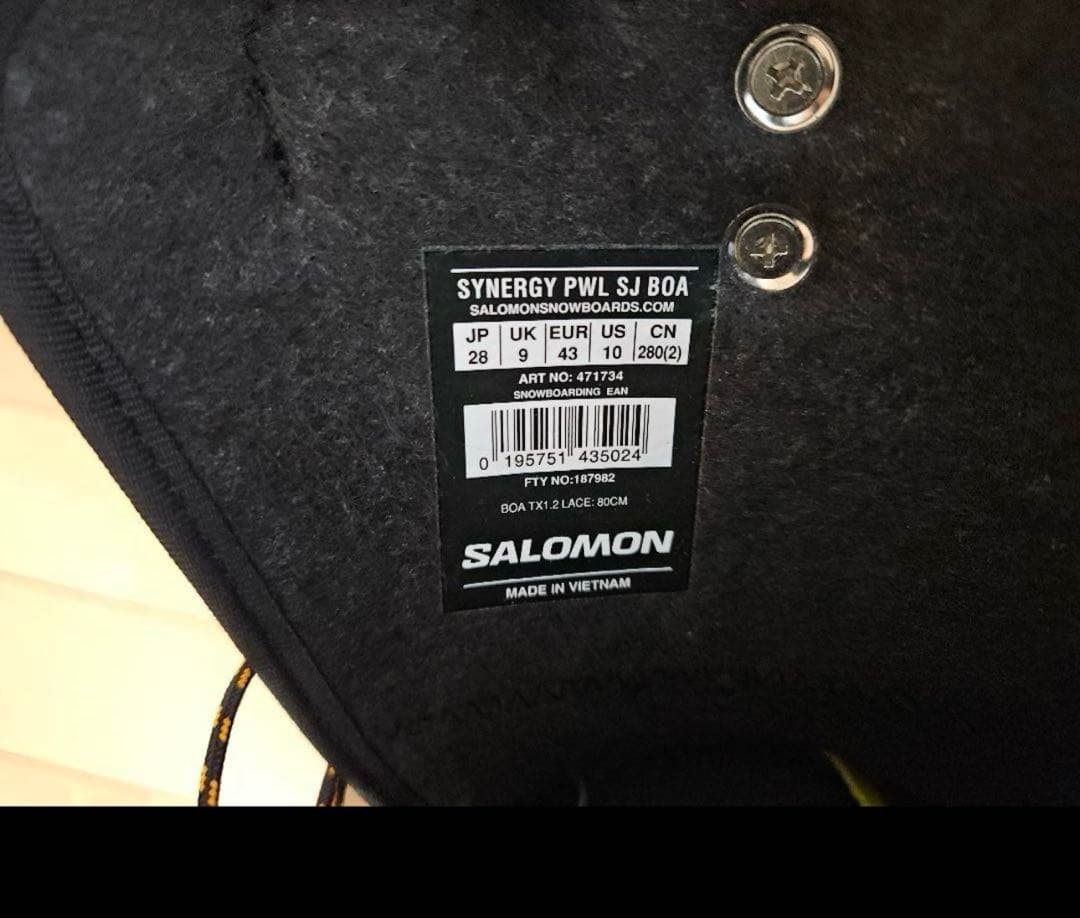 SYNERGY PWL SJ BOA
SALOMONSNOWBOARDS.COM
JP UK EUR US CN
28 9 43 10 280(2)
ART NO: 471734
SNOWBOARDING EAN
0 195751 435024
FTY NO:187982
BOA TX1.2 LACE: 80CM
SALOMON
MADE IN VIETNAM